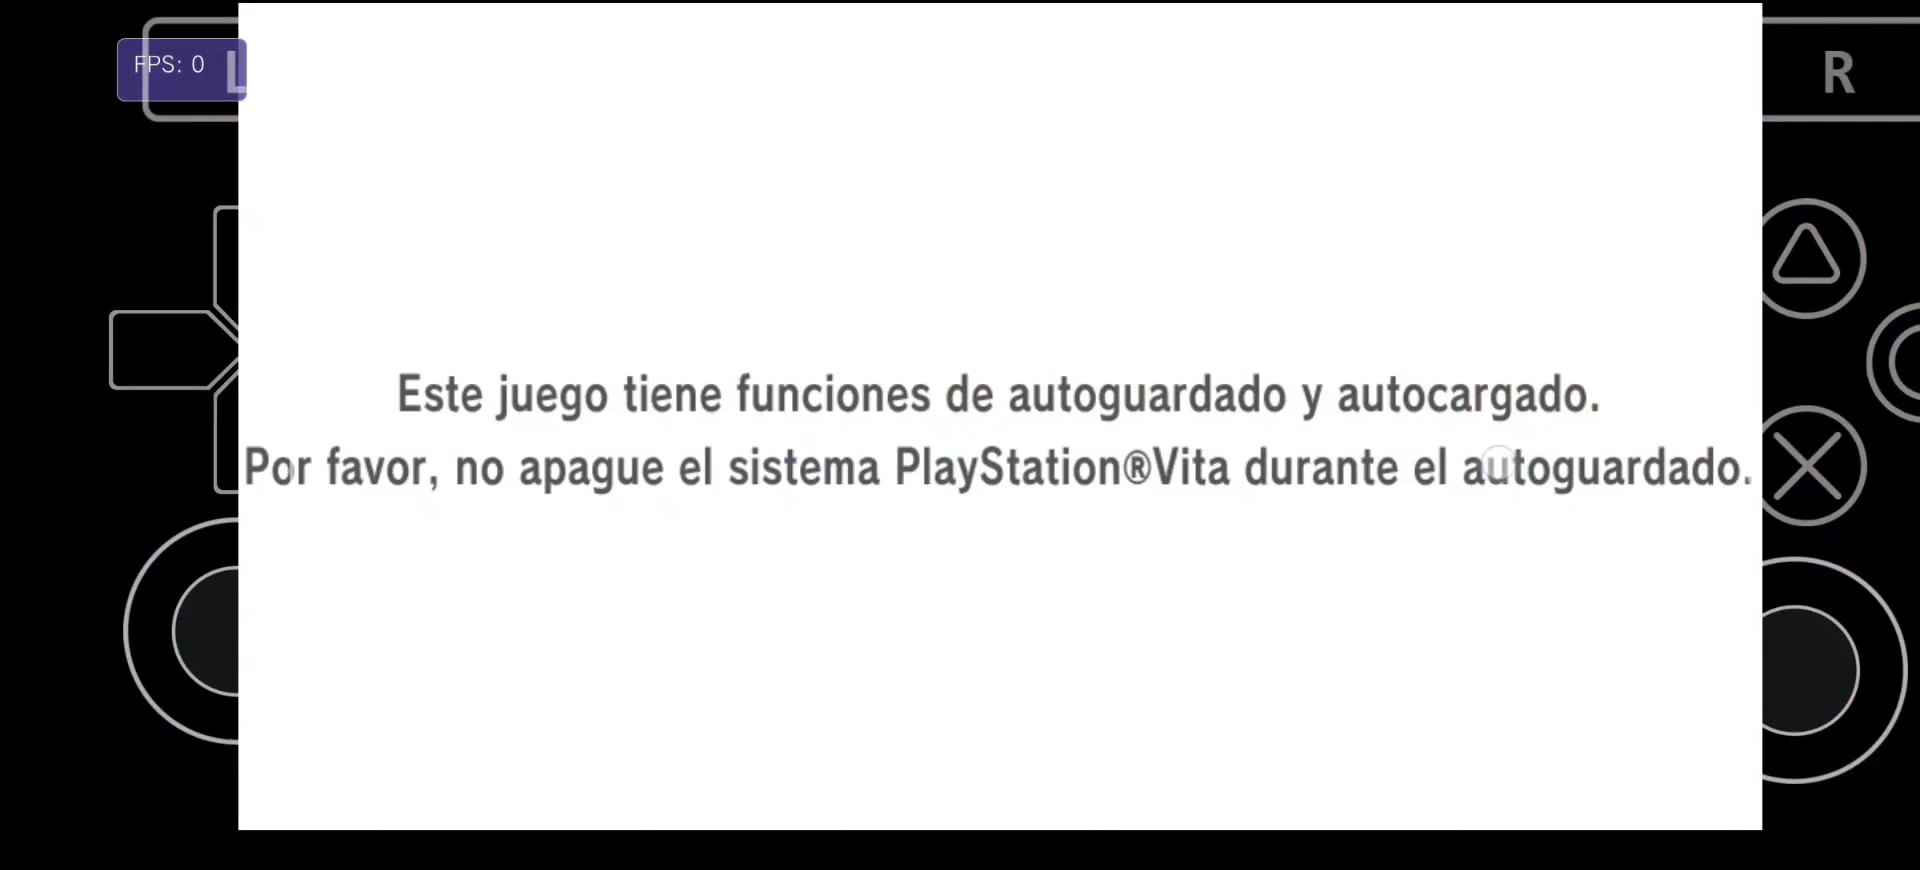 FPS: 0
L
R
Este juego tiene funciones de autoguardado y autocargado.
Por favor, no apague el sistema PlayStation®Vita durante el autoguardado.